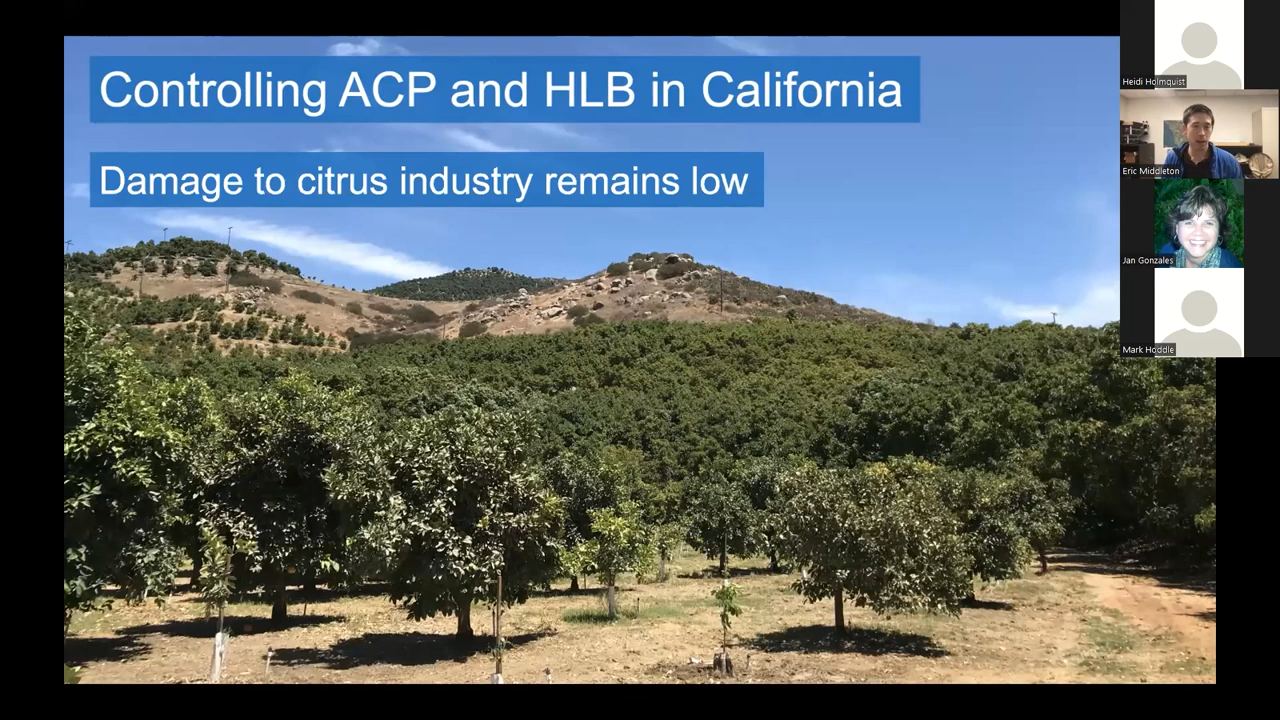 Controlling ACP and HLB in California
Damage to citrus industry remains low
Heidi Holmquist
Eric Middleton
Jan Gonzales
Mark Hoddle